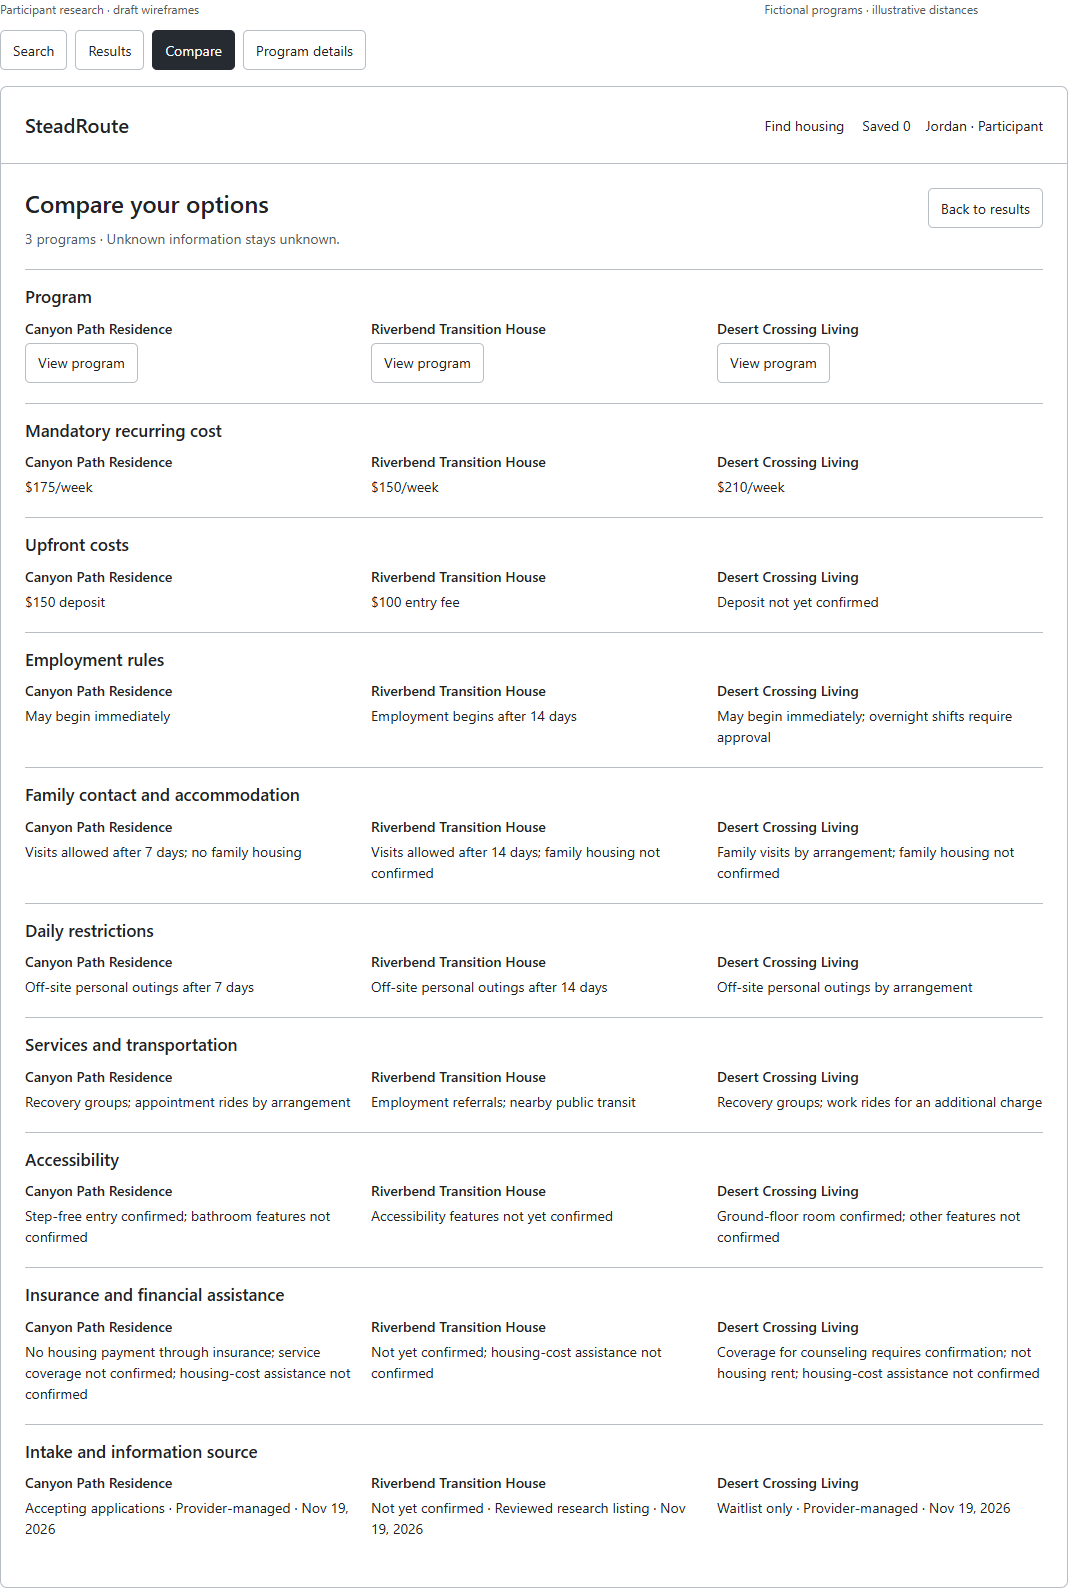 Participant research · draft wireframes
Fictional programs · illustrative distances
Search
Results
Compare
Program details
SteadRoute
Find housing
Saved 0
Jordan · Participant
Compare your options
Back to results
3 programs · Unknown information stays unknown.
Program
Canyon Path Residence
Riverbend Transition House
Desert Crossing Living
View program
View program
View program
Mandatory recurring cost
Canyon Path Residence
Riverbend Transition House
Desert Crossing Living
$175/week
$150/week
$210/week
Upfront costs
Canyon Path Residence
Riverbend Transition House
Desert Crossing Living
$150 deposit
$100 entry fee
Deposit not yet confirmed
Employment rules
Canyon Path Residence
Riverbend Transition House
Desert Crossing Living
May begin immediately
Employment begins after 14 days
May begin immediately; overnight shifts require
approval
Family contact and accommodation
Canyon Path Residence
Riverbend Transition House
Desert Crossing Living
Visits allowed after 7 days; no family housing
Visits allowed after 14 days; family housing not
confirmed
Family visits by arrangement; family housing not
confirmed
Daily restrictions
Canyon Path Residence
Riverbend Transition House
Desert Crossing Living
Off-site personal outings after 7 days
Off-site personal outings after 14 days
Off-site personal outings by arrangement
Services and transportation
Canyon Path Residence
Riverbend Transition House
Desert Crossing Living
Recovery groups; appointment rides by arrangement
Employment referrals; nearby public transit
Recovery groups; work rides for an additional charge
Accessibility
Canyon Path Residence
Riverbend Transition House
Desert Crossing Living
Step-free entry confirmed; bathroom features not
confirmed
Accessibility features not yet confirmed
Ground-floor room confirmed; other features not
confirmed
Insurance and financial assistance
Canyon Path Residence
Riverbend Transition House
Desert Crossing Living
No housing payment through insurance; service
coverage not confirmed; housing-cost assistance not
confirmed
Not yet confirmed; housing-cost assistance not
confirmed
Coverage for counseling requires confirmation; not
housing rent; housing-cost assistance not confirmed
Intake and information source
Canyon Path Residence
Riverbend Transition House
Desert Crossing Living
Accepting applications · Provider-managed · Nov 19,
2026
Not yet confirmed · Reviewed research listing · Nov
19, 2026
Waitlist only · Provider-managed · Nov 19, 2026